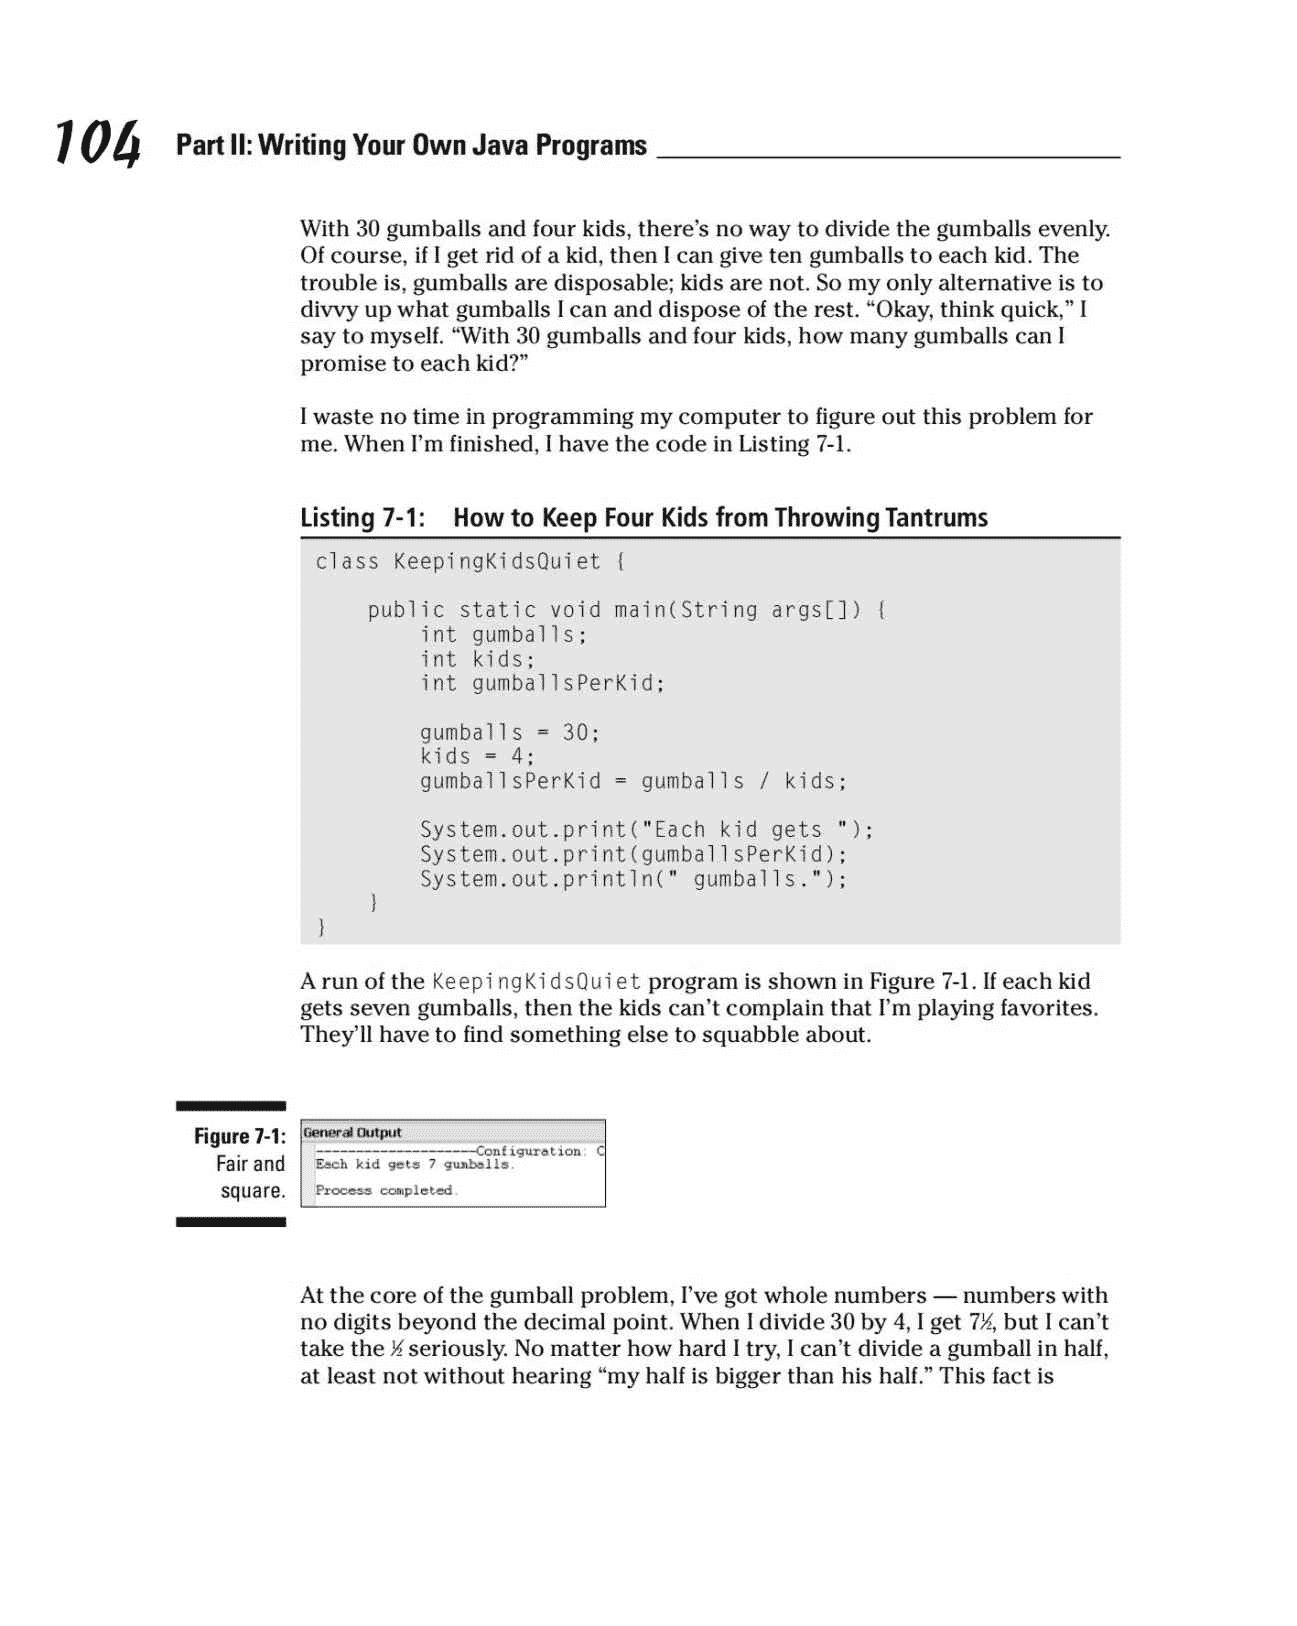 104 Part II: Writing Your Own Java Programs
With 30 gumballs and four kids, there's no way to divide the gumballs evenly.
Of course, if I get rid of a kid, then I can give ten gumballs to each kid. The
trouble is, gumballs are disposable; kids are not. So my only alternative is to
divvy up what gumballs I can and dispose of the rest. “Okay, think quick,” I
say to myself. “With 30 gumballs and four kids, how many gumballs can I
promise to each kid?”
I waste no time in programming my computer to figure out this problem for
me. When I'm finished, I have the code in Listing 7-1.
Listing 7-1: How to Keep Four Kids from Throwing Tantrums
class KeepingKidsQuiet {
public static void main(String args[]) {
int gumballs;
int kids;
int gumballsPerKid;
gumballs = 30;
kids = 4;
gumballsPerKid = gumballs / kids;
System.out.print("Each kid gets ");
System.out.print(gumballsPerKid);
System.out.println(" gumballs.");
}
}
A run of the KeepingKidsQuiet program is shown in Figure 7-1. If each kid
gets seven gumballs, then the kids can't complain that I'm playing favorites.
They'll have to find something else to squabble about.
Figure 7-1:
Fair and
square.
General Output
--------------------Configuration: C
Each kid gets 7 gumballs.
Process completed.
At the core of the gumball problem, I've got whole numbers — numbers with
no digits beyond the decimal point. When I divide 30 by 4, I get 7½, but I can't
take the ½ seriously. No matter how hard I try, I can't divide a gumball in half,
at least not without hearing “my half is bigger than his half.” This fact is